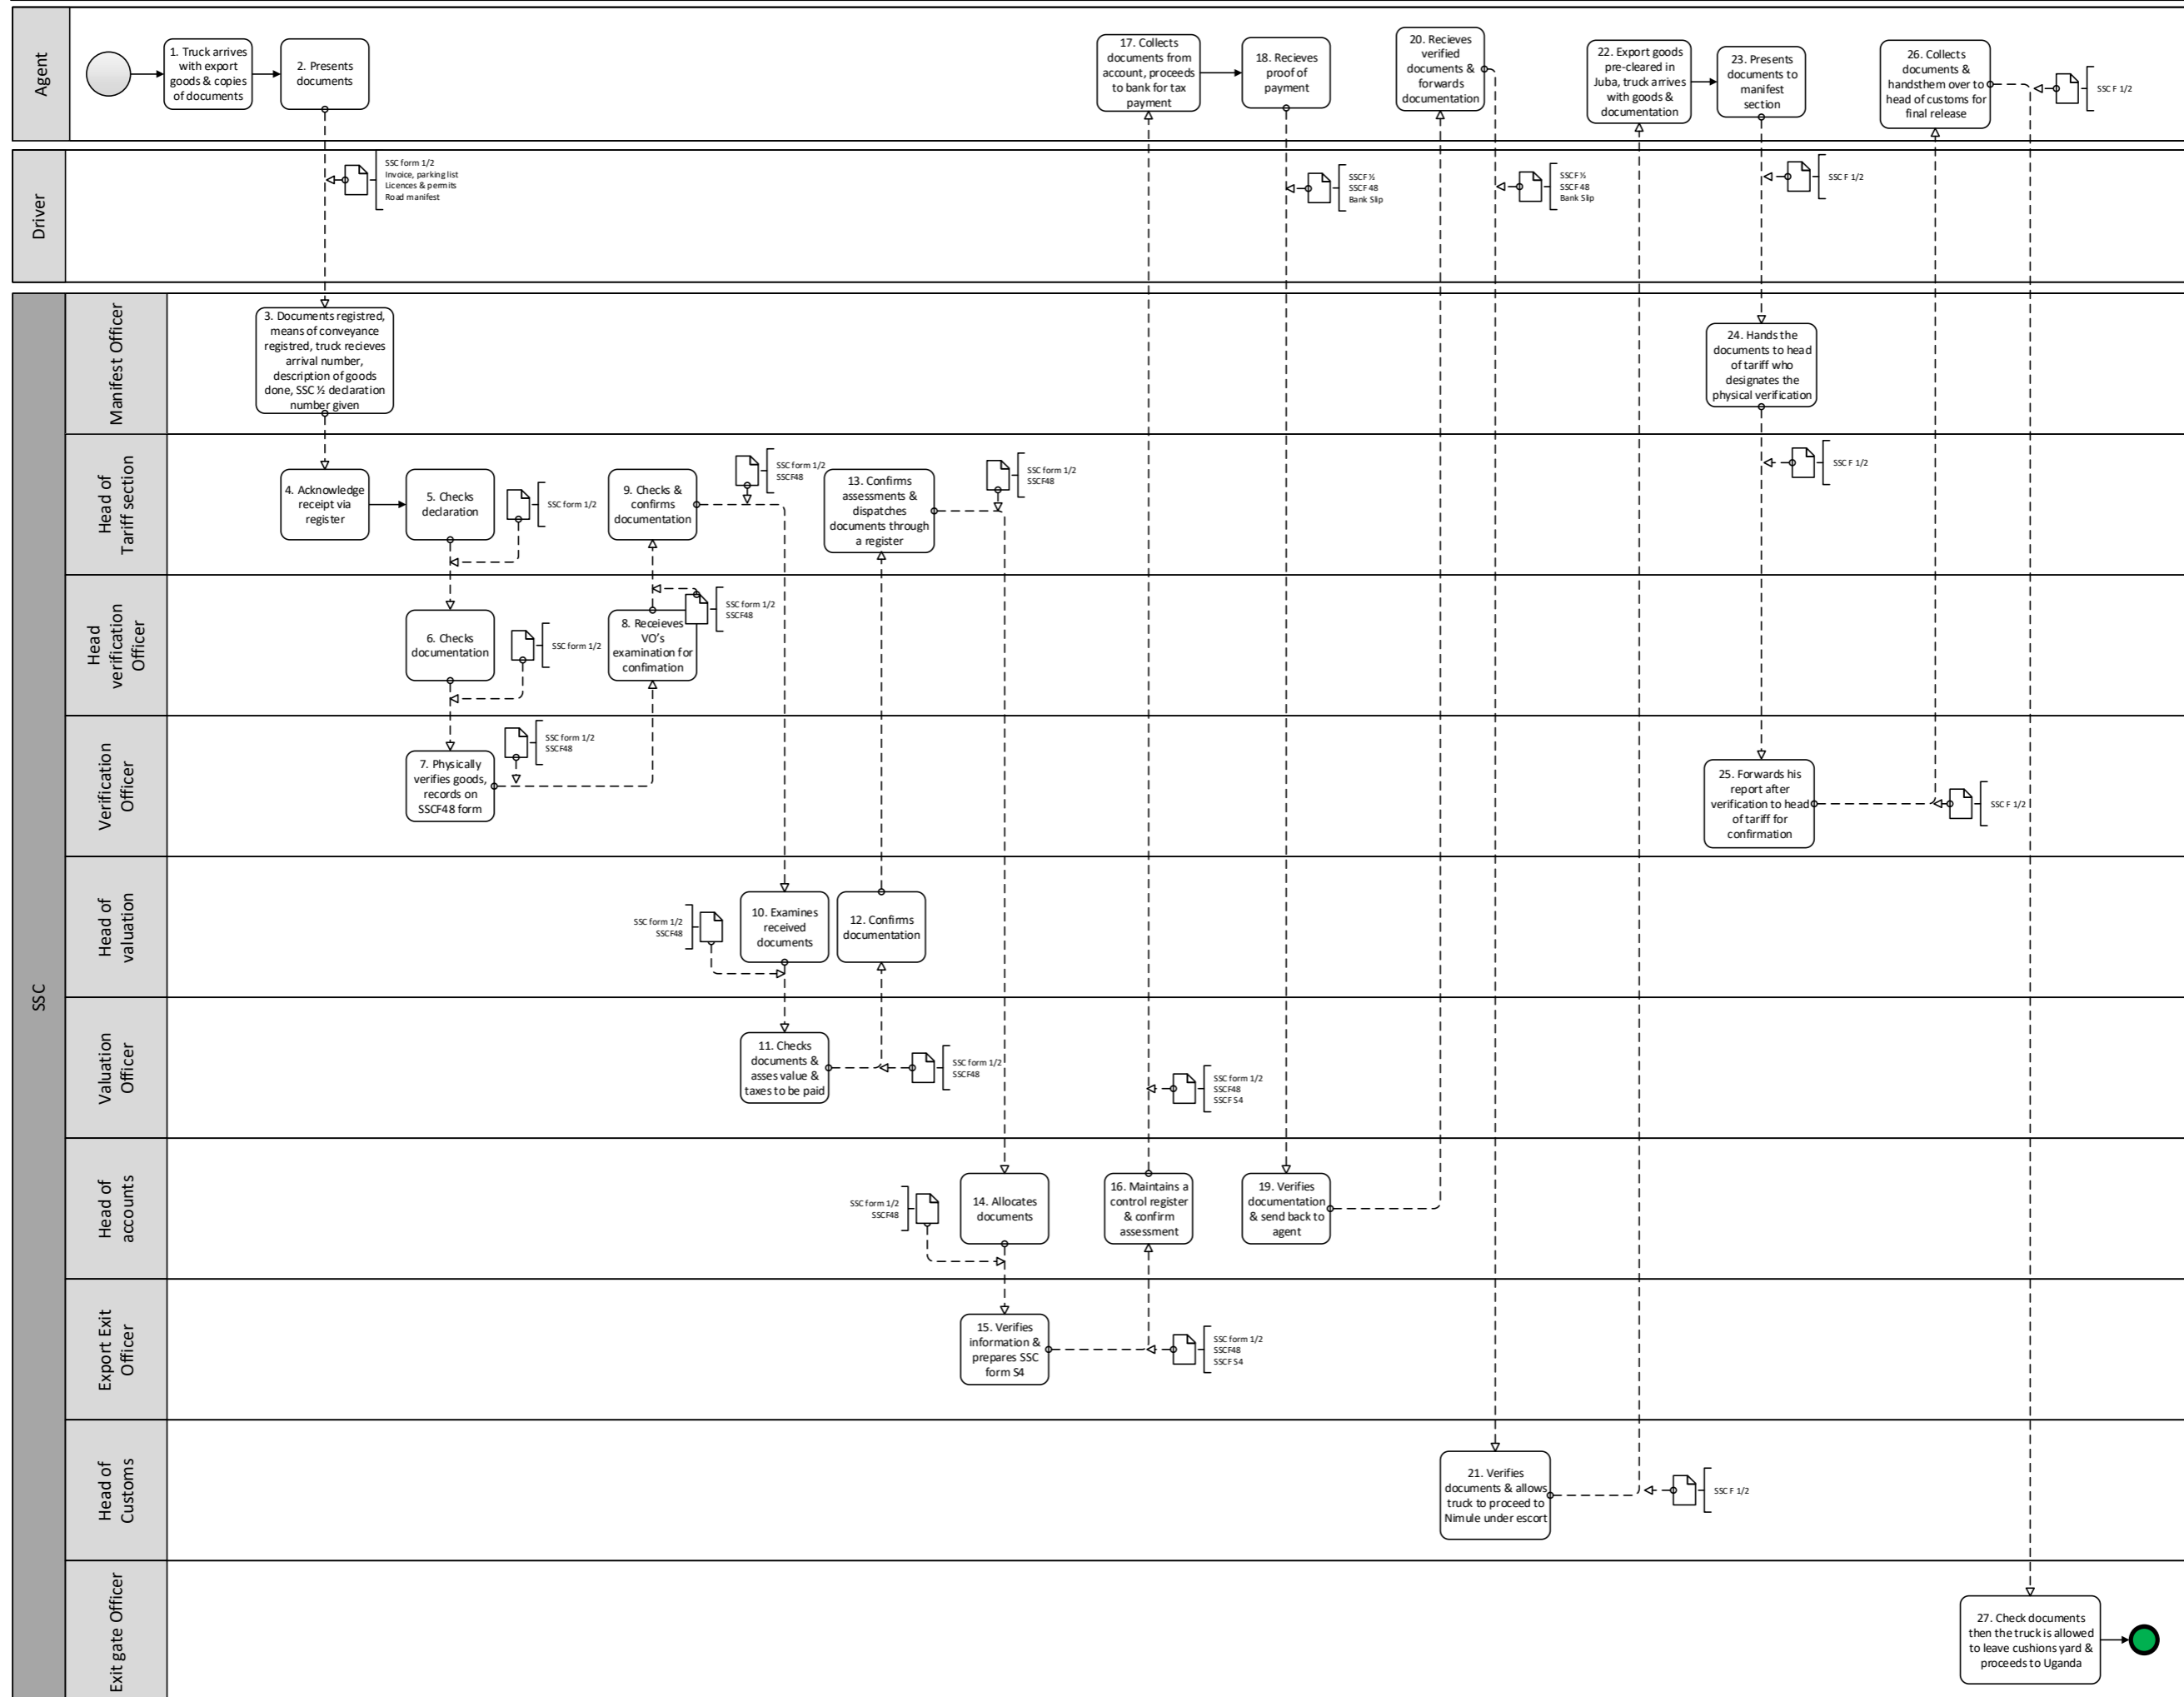 Agent
1. Truck arrives
with export
goods & copies
of documents
2. Presents
documents
17. Collects
documents from
account, proceeds
to bank for tax
payment
18. Recieves
proof of
payment
20. Recieves
verified
documents &
forwards
documentation
22. Export goods
pre-cleared in
Juba, truck arrives
with goods &
documentation
23. Presents
documents to
manifest
section
26. Collects
documents &
handsthem over to
head of customs for
final release
SSC F 1/2
Driver
SSC form 1/2
Invoice, parking list
Licences & permits
Road manifest
SSCF ½
SSCF 48
Bank Slip
SSCF ½
SSCF 48
Bank Slip
SSC F 1/2
SSC
Manifest Officer
3. Documents registred,
means of conveyance
registred, truck recieves
arrival number,
description of goods
done, SSC ½ declaration
number given
24. Hands the
documents to head
of tariff who
designates the
physical verification
Head of
Tariff section
4. Acknowledge
receipt via
register
5. Checks
declaration
SSC form 1/2
9. Checks &
confirms
documentation
SSC form 1/2
SSCF48
13. Confirms
assessments &
dispatches
documents through
a register
SSC form 1/2
SSCF48
SSC F 1/2
Head
verification
Officer
6. Checks
documentation
SSC form 1/2
8. Receieves
VO's
examination for
confimation
SSC form 1/2
SSCF48
Verification
Officer
7. Physically
verifies goods,
records on
SSCF48 form
SSC form 1/2
SSCF48
25. Forwards his
report after
verification to head
of tariff for
confirmation
SSC F 1/2
Head of
valuation
SSC form 1/2
SSCF48
10. Examines
received
documents
12. Confirms
documentation
Valuation
Officer
11. Checks
documents &
asses value &
taxes to be paid
SSC form 1/2
SSCF48
SSC form 1/2
SSCF48
SSCF S4
Head of
accounts
SSC form 1/2
SSCF48
14. Allocates
documents
16. Maintains a
control register
& confirm
assessment
19. Verifies
documentation
& send back to
agent
Export Exit
Officer
15. Verifies
information &
prepares SSC
form S4
SSC form 1/2
SSCF48
SSCF S4
Head of
Customs
21. Verifies
documents & allows
truck to proceed to
Nimule under escort
SSC F 1/2
Exit gate Officer
27. Check documents
then the truck is allowed
to leave cushions yard &
proceeds to Uganda